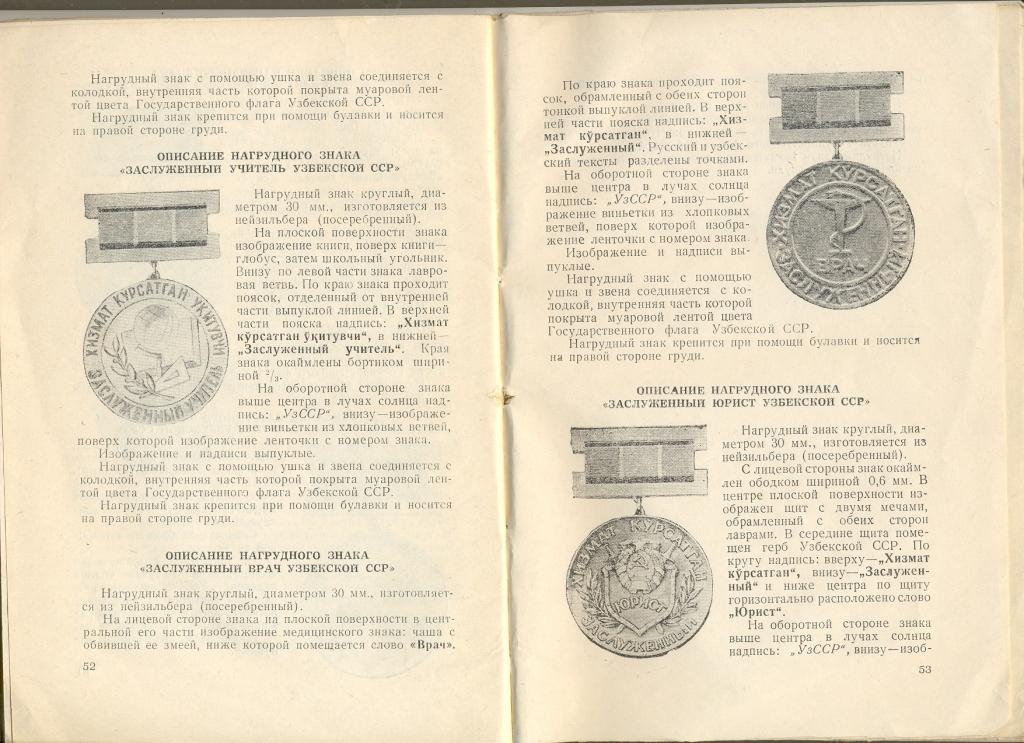 Нагрудный знак с помощью ушка и звена соединяется с
колодкой, внутренняя часть которой покрыта муаровой лен-
той цвета Государственного флага Узбекской ССР.
Нагрудный знак крепится при помощи булавки и носится
на правой стороне груди.
ОПИСАНИЕ НАГРУДНОГО ЗНАКА
«ЗАСЛУЖЕННЫЙ УЧИТЕЛЬ УЗБЕКСКОЙ ССР»
Нагрудный знак круглый, диа-
метром 30 мм., изготовляется из
нейзильбера (посеребренный).
На плоской поверхности знака
изображение книги, поверх книги—
глобус, затем школьный угольник.
Внизу по левой части знака лавро-
вая ветвь. По краю знака проходит
поясок, отделенный от внутренней
части выпуклой линией. В верхней
части пояска надпись: „Хизмат
кўрсатган ўқитувчи", в нижней—
„Заслуженный учитель". Края
знака окаймлены бортиком шири-
ной ²/₃.
На оборотной стороне знака
выше центра в лучах солнца над-
пись: „УзССР", внизу—изображе-
ние виньетки из хлопковых ветвей,
поверх которой изображение ленточки с номером знака.
Изображение и надписи выпуклые.
Нагрудный знак с помощью ушка и звена соединяется с
колодкой, внутренняя часть которой покрыта муаровой лен-
той цвета Государственного флага Узбекской ССР.
Нагрудный знак крепится при помощи булавки и носится
на правой стороне груди.
ХИЗМАТ КУРСАТГАН УҚИТУВЧИ
ЗАСЛУЖЕННЫЙ УЧИТЕЛЬ
ОПИСАНИЕ НАГРУДНОГО ЗНАКА
«ЗАСЛУЖЕННЫЙ ВРАЧ УЗБЕКСКОЙ ССР»
Нагрудный знак круглый, диаметром 30 мм., изготовляет-
ся из нейзильбера (посеребренный).
На лицевой стороне знака на плоской поверхности в цент-
ральной его части изображение медицинского знака: чаша с
обвившей ее змеей, ниже которой помещается слово «Врач».
52
По краю знака проходит поя-
сок, обрамленный с обеих сторон
тонкой выпуклой линией. В верх-
ней части пояска надпись: „Хиз-
мат кўрсатган", в нижней—
„Заслуженный". Русский и узбек-
ский тексты разделены точками.
На оборотной стороне знака
выше центра в лучах солнца
надпись: „УзССР", внизу—изоб-
ражение виньетки из хлопковых
ветвей, поверх которой изобра-
жение ленточки с номером знака.
Изображение и надписи вы-
пуклые.
Нагрудный знак с помощью
ушка и звена соединяется с ко-
лодкой, внутренняя часть которой
покрыта муаровой лентой цвета
Государственного флага Узбекской ССР.
Нагрудный знак крепится при помощи булавки и носится
на правой стороне груди.
ХИЗМАТ КУРСАТГАН
ВРАЧ
ЗАСЛУЖЕННЫЙ
ОПИСАНИЕ НАГРУДНОГО ЗНАКА
«ЗАСЛУЖЕННЫЙ ЮРИСТ УЗБЕКСКОЙ ССР»
ХИЗМАТ КУРСАТГАН
ЮРИСТ
ЗАСЛУЖЕННЫЙ
Нагрудный знак круглый, диа-
метром 30 мм., изготовляется из
нейзильбера (посеребренный).
С лицевой стороны знак окайм-
лен ободком шириной 0,6 мм. В
центре плоской поверхности из-
ображен щит с двумя мечами,
обрамленный с обеих сторон
лаврами. В середине щита поме-
щен герб Узбекской ССР. По
кругу надпись: вверху—„Хизмат
кўрсатган", внизу—„Заслужен-
ный" и ниже центра по щиту
горизонтально расположено слово
„Юрист".
На оборотной стороне знака
выше центра в лучах солнца
надпись: „УзССР", внизу—изоб-
53